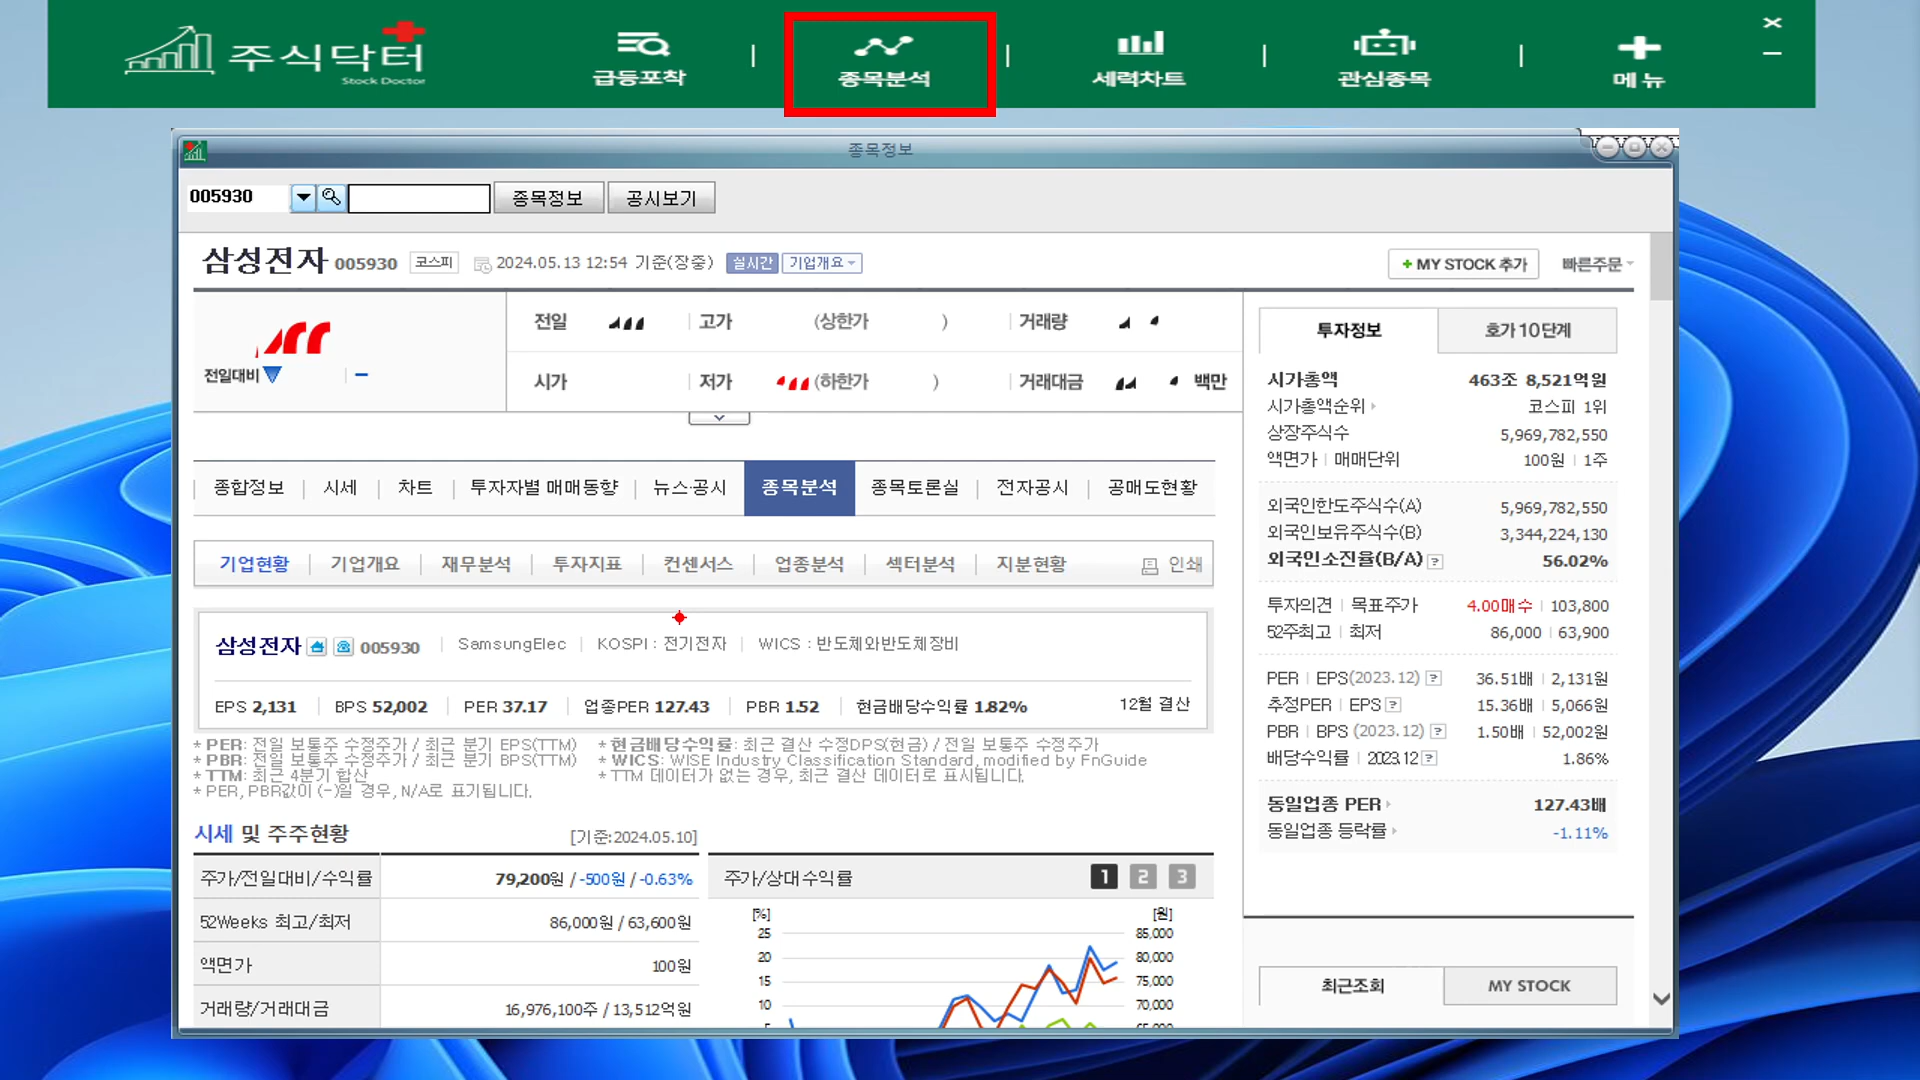 주식닥터
Stock Doctor
급등포착
종목분석
세력차트
관심종목
메뉴
종목정보
005930 종목정보 공시보기
삼성전자 005930 코스피 2024.05.13 12:54 기준(장중) 실시간 기업개요
+ MY STOCK 추가 빠른주문
전일대비
전일 고가 (상한가 ) 거래량
시가 저가 (하한가 ) 거래대금 백만
종합정보 시세 차트 투자자별 매매동향 뉴스·공시 종목분석 종목토론실 전자공시 공매도현황
기업현황 기업개요 재무분석 투자지표 컨센서스 업종분석 섹터분석 지분현황 인쇄
삼성전자 005930 SamsungElec KOSPI : 전기전자 WICS : 반도체와반도체장비
EPS 2,131 BPS 52,002 PER 37.17 업종PER 127.43 PBR 1.52 현금배당수익률 1.82% 12월 결산
* PER: 전일 보통주 수정주가 / 최근 분기 EPS(TTM)
* PBR: 전일 보통주 수정주가 / 최근 분기 BPS(TTM)
* TTM: 최근 4분기 합산
* PER, PBR값이 (-)일 경우, N/A로 표기됩니다.
* 현금배당수익률: 최근 결산 수정DPS(현금) / 전일 보통주 수정주가
* WICS: WISE Industry Classification Standard, modified by FnGuide
* TTM 데이터가 없는 경우, 최근 결산 데이터로 표시됩니다.
시세 및 주주현황 [기준:2024.05.10]
주가/전일대비/수익률 79,200원 / -500원 / -0.63%
52Weeks 최고/최저 86,000원 / 63,600원
액면가 100원
거래량/거래대금 16,976,100주 / 13,512억원
주가/상대수익률 1 2 3
[%] [원]
25 85,000
20 80,000
15 75,000
10 70,000
5 65,000
투자정보 호가 10단계
시가총액 463조 8,521억원
시가총액순위 코스피 1위
상장주식수 5,969,782,550
액면가 매매단위 100원 1주
외국인한도주식수(A) 5,969,782,550
외국인보유주식수(B) 3,344,224,130
외국인소진율(B/A) ? 56.02%
투자의견 목표주가 4.00매수 103,800
52주최고 최저 86,000 63,900
PER EPS(2023.12) ? 36.51배 2,131원
추정PER EPS ? 15.36배 5,066원
PBR BPS (2023.12) ? 1.50배 52,002원
배당수익률 2023.12 ? 1.86%
동일업종 PER 127.43배
동일업종 등락률 -1.11%
최근조회 MY STOCK